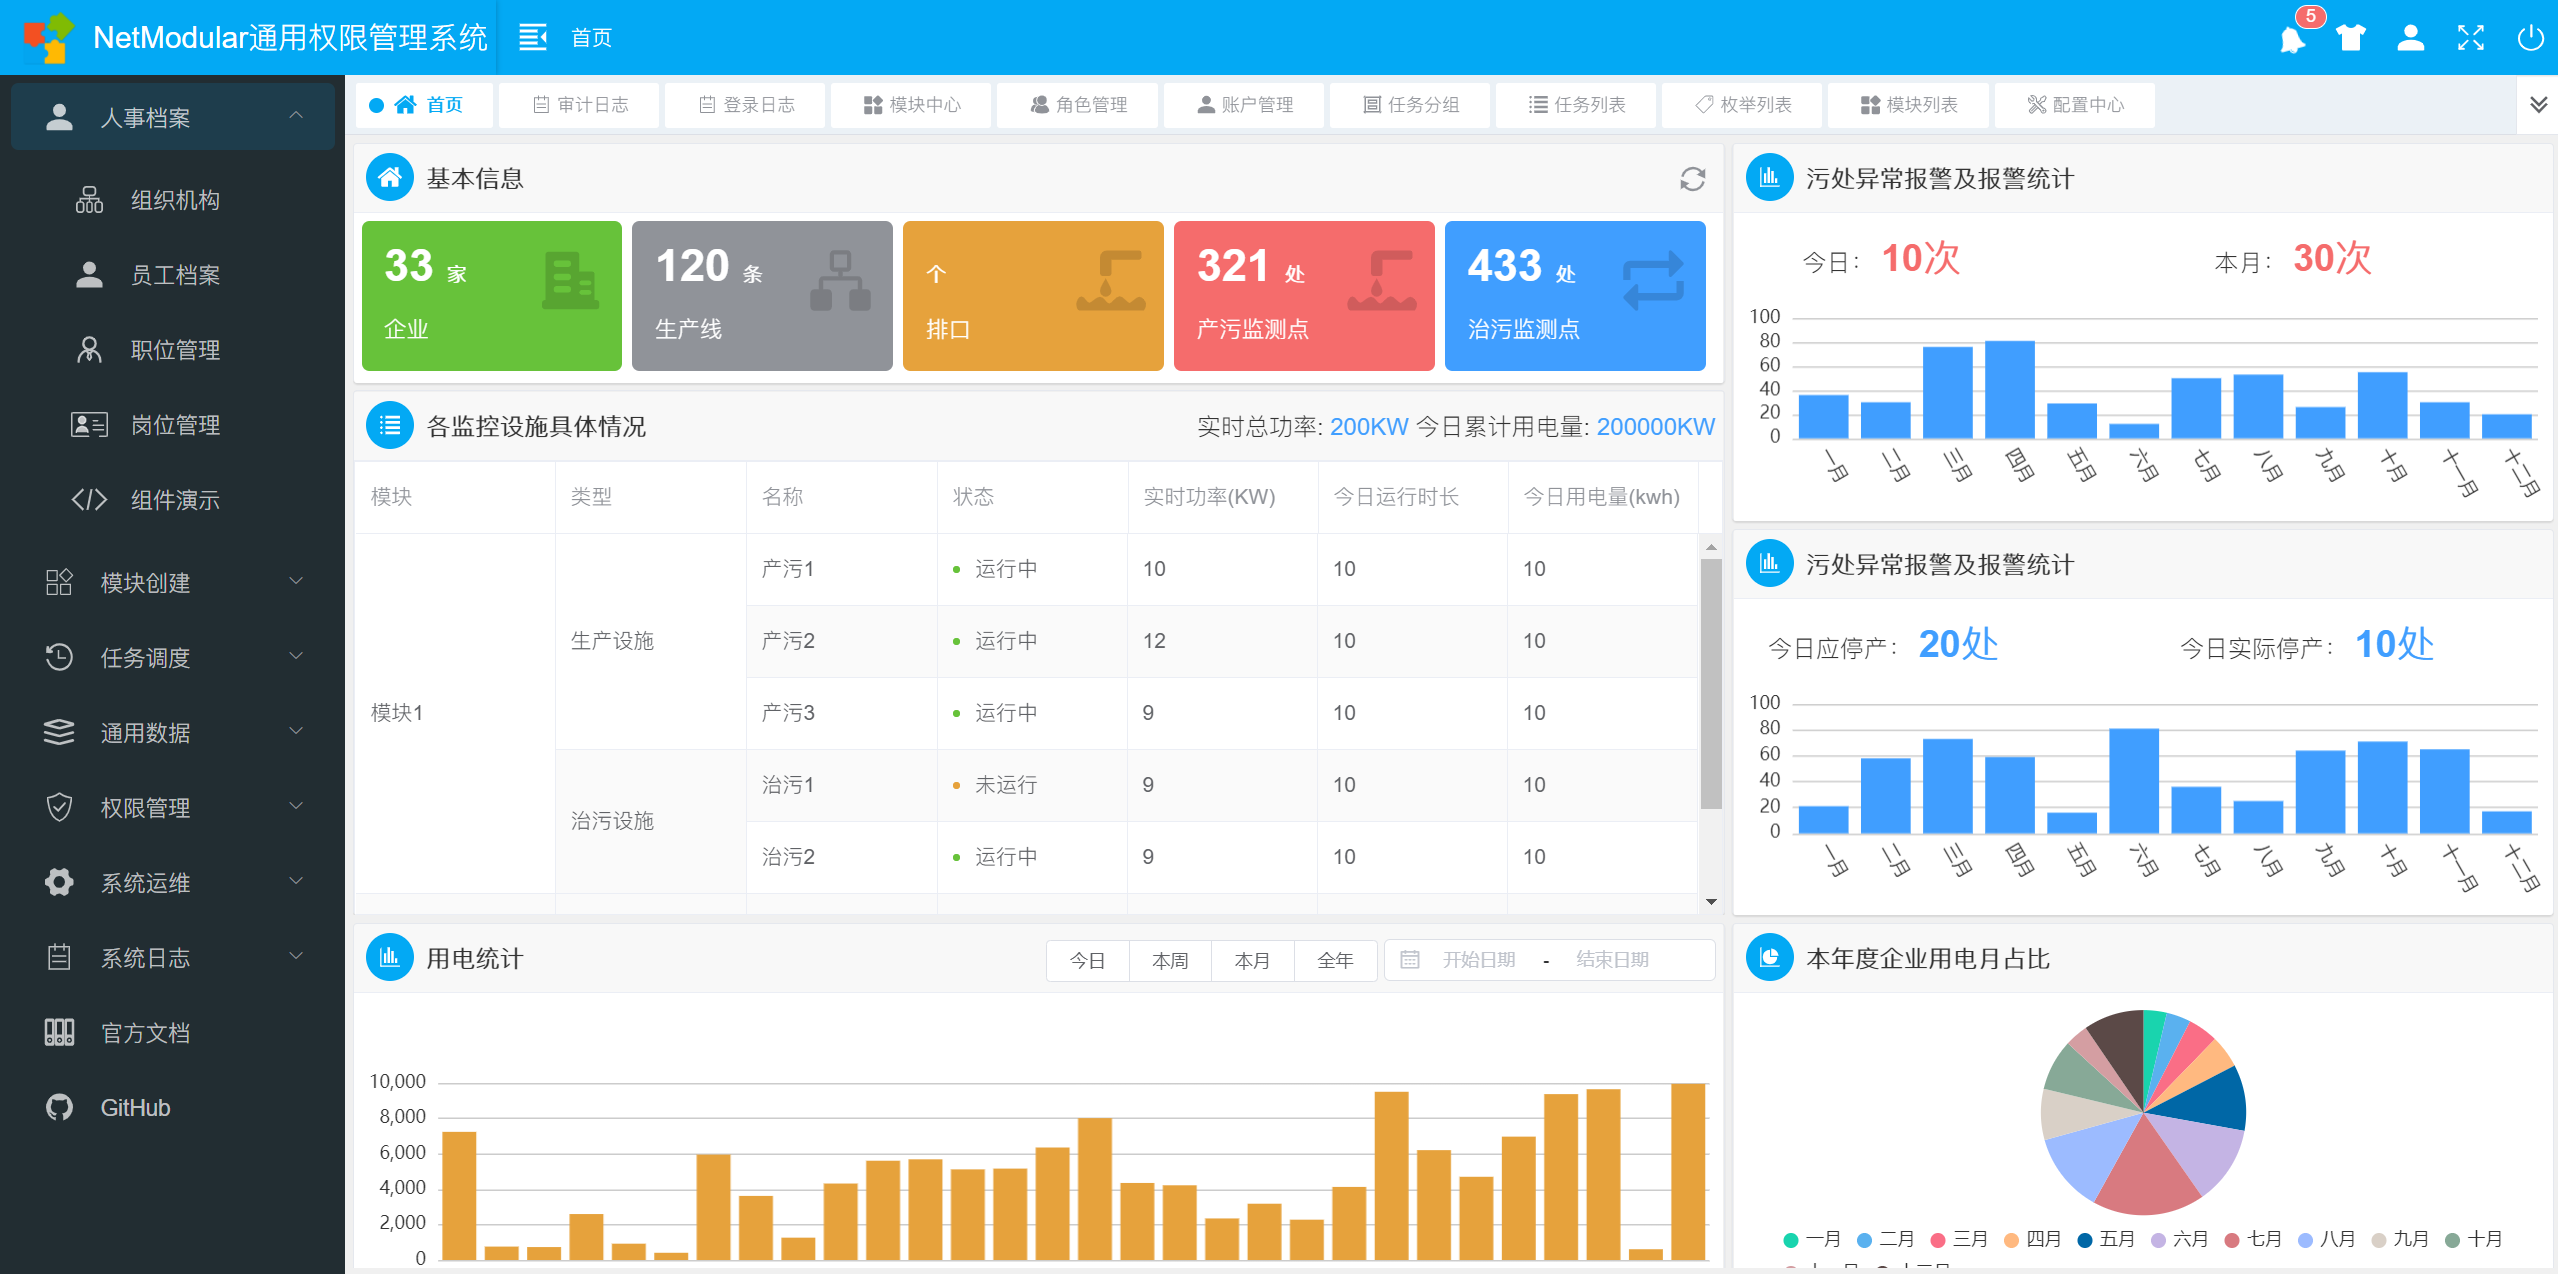 NetModular通用权限管理系统 首页 5
人事档案
组织机构
员工档案
职位管理
岗位管理
组件演示
模块创建
任务调度
通用数据
权限管理
系统运维
系统日志
官方文档
GitHub
首页 审计日志 登录日志 模块中心 角色管理 账户管理 任务分组 任务列表 枚举列表 模块列表 配置中心
基本信息
33 家 120 条 个 321 处 433 处
企业 生产线 排口 产污监测点 治污监测点
各监控设施具体情况 实时总功率: 200KW 今日累计用电量: 200000KW
模块 类型 名称 状态 实时功率(KW) 今日运行时长 今日用电量(kwh)
产污1 运行中 10 10 10
生产设施 产污2 运行中 12 10 10
模块1 产污3 运行中 9 10 10
治污1 未运行 9 10 10
治污设施
治污2 运行中 9 10 10
用电统计 今日 本周 本月 全年 开始日期 - 结束日期
10,000
8,000
6,000
4,000
2,000
0
污处异常报警及报警统计
今日： 10次 本月： 30次
100
80
60
40
20
0
一月 二月 三月 四月 五月 六月 七月 八月 九月 十月 十一月 十二月
污处异常报警及报警统计
今日应停产： 20处 今日实际停产： 10处
100
80
60
40
20
0
一月 二月 三月 四月 五月 六月 七月 八月 九月 十月 十一月 十二月
本年度企业用电月占比
一月 二月 三月 四月 五月 六月 七月 八月 九月 十月